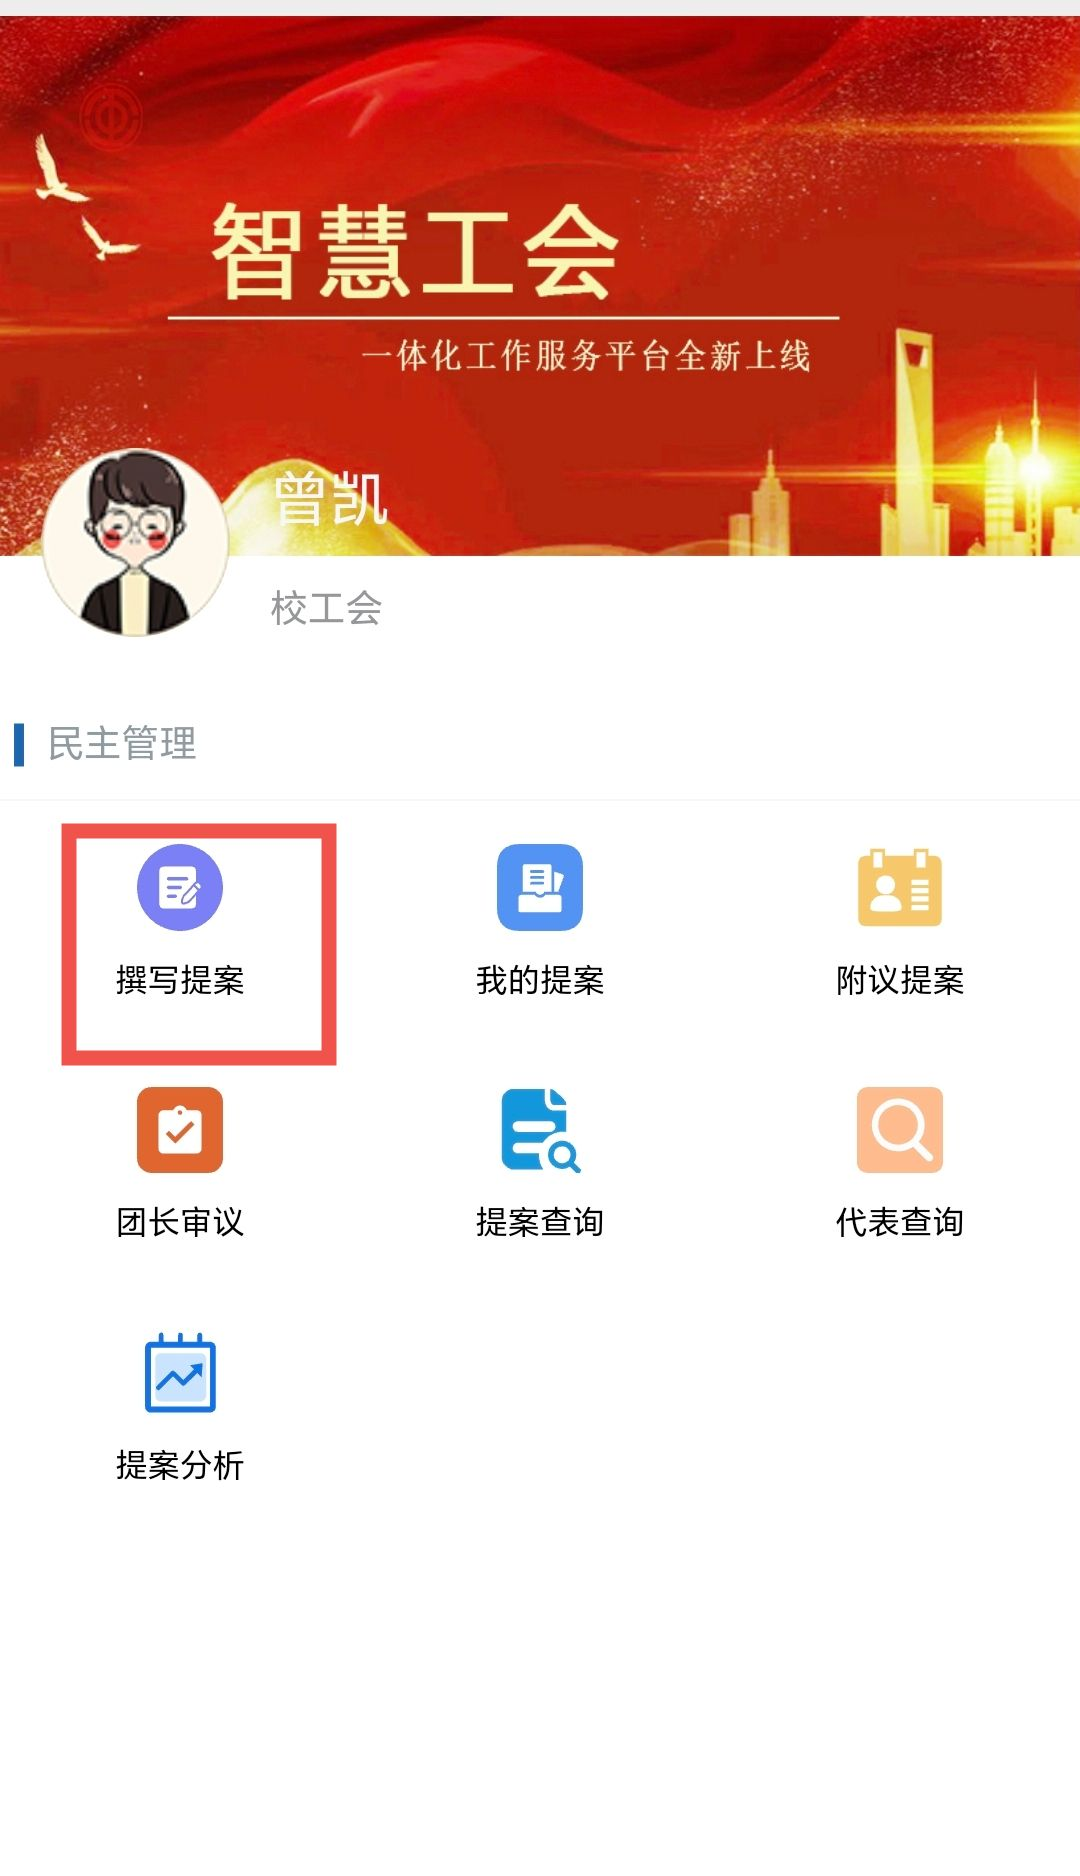 智慧工会
一体化工作服务平台全新上线
曾凯
校工会
民主管理
撰写提案
我的提案
附议提案
团长审议
提案查询
代表查询
提案分析